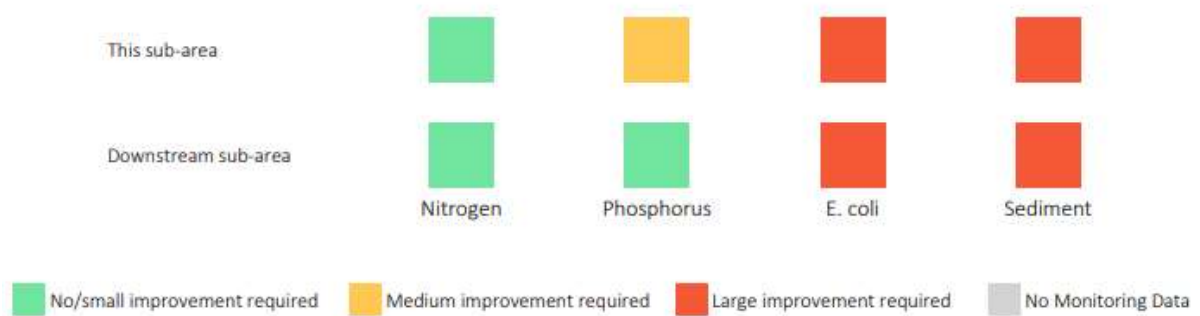 This sub-area
Downstream sub-area
Nitrogen Phosphorus E. coli Sediment
No/small improvement required Medium improvement required Large improvement required No Monitoring Data